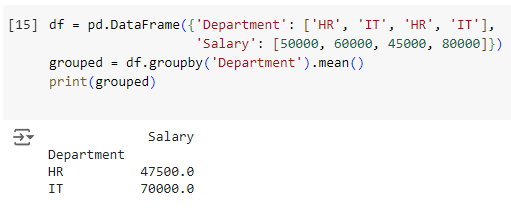 [15] df = pd.DataFrame({'Department': ['HR', 'IT', 'HR', 'IT'],
                   'Salary': [50000, 60000, 45000, 80000]})
grouped = df.groupby('Department').mean()
print(grouped)
             Salary
Department
HR          47500.0
IT          70000.0